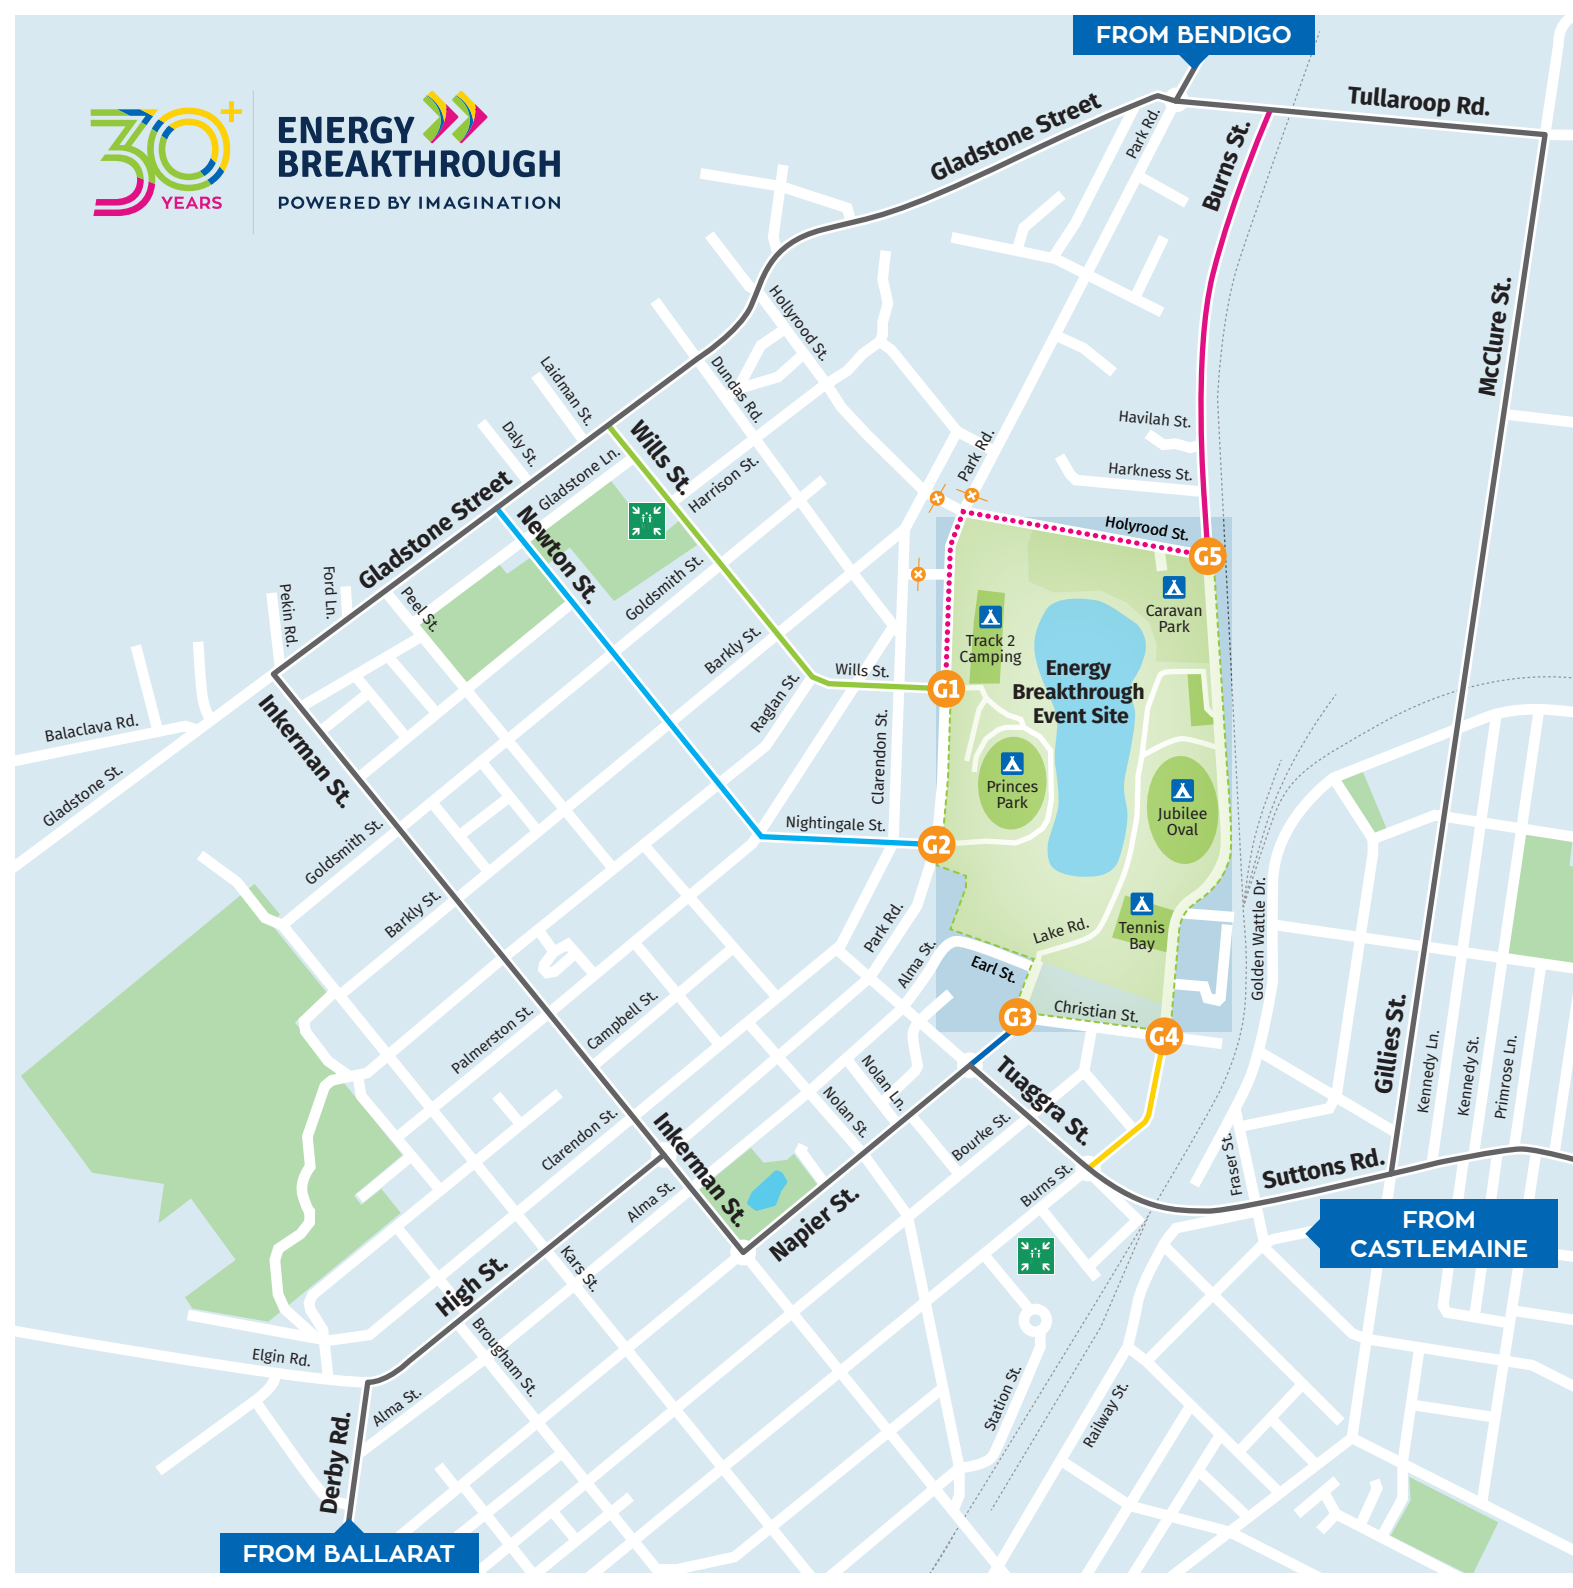 FROM BENDIGO
30+
YEARS
ENERGY
BREAKTHROUGH
POWERED BY IMAGINATION
Gladstone Street
Park Rd.
Burns St.
Tullaroop Rd.
McClure St.
Hollyrood St.
Dundas Rd.
Laidman St.
Daly St.
Gladstone Ln.
Wills St.
Harrison St.
Park Rd.
Havilah St.
Harkness St.
Holyrood St.
G5
Gladstone Street
Newton St.
Goldsmith St.
Peel St.
Ford Ln.
Pekin Rd.
Barkly St.
Raglan St.
Wills St.
G1
Clarendon St.
Track 2
Camping
Caravan
Park
Energy
Breakthrough
Event Site
Princes
Park
Jubilee
Oval
Tennis
Bay
Balaclava Rd.
Gladstone St.
Inkerman St.
Goldsmith St.
Barkly St.
Nightingale St.
G2
Park Rd.
Alma St.
Lake Rd.
Earl St.
G3
Christian St.
G4
Golden Wattle Dr.
Gillies St.
Kennedy Ln.
Kennedy St.
Primrose Ln.
Palmerston St.
Campbell St.
Clarendon St.
Nolan Ln.
Nolan St.
Tuaggra St.
Bourke St.
Burns St.
Fraser St.
Suttons Rd.
FROM
CASTLEMAINE
Inkerman St.
Alma St.
Napier St.
High St.
Kars St.
Brougham St.
Elgin Rd.
Alma St.
Derby Rd.
Station St.
Railway St.
FROM BALLARAT